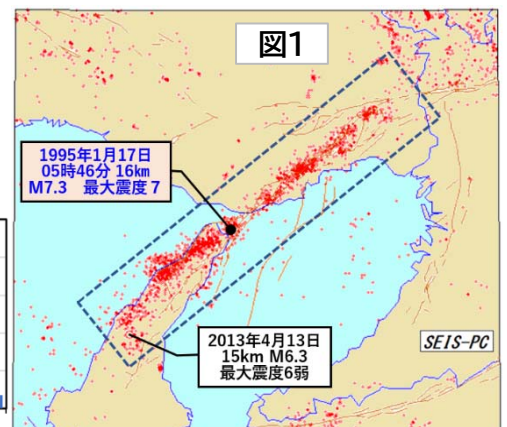 図1
1995年1月17日
05時46分 16km
M7.3 最大震度7
2013年4月13日
15km M6.3
最大震度6弱
SEIS-PC